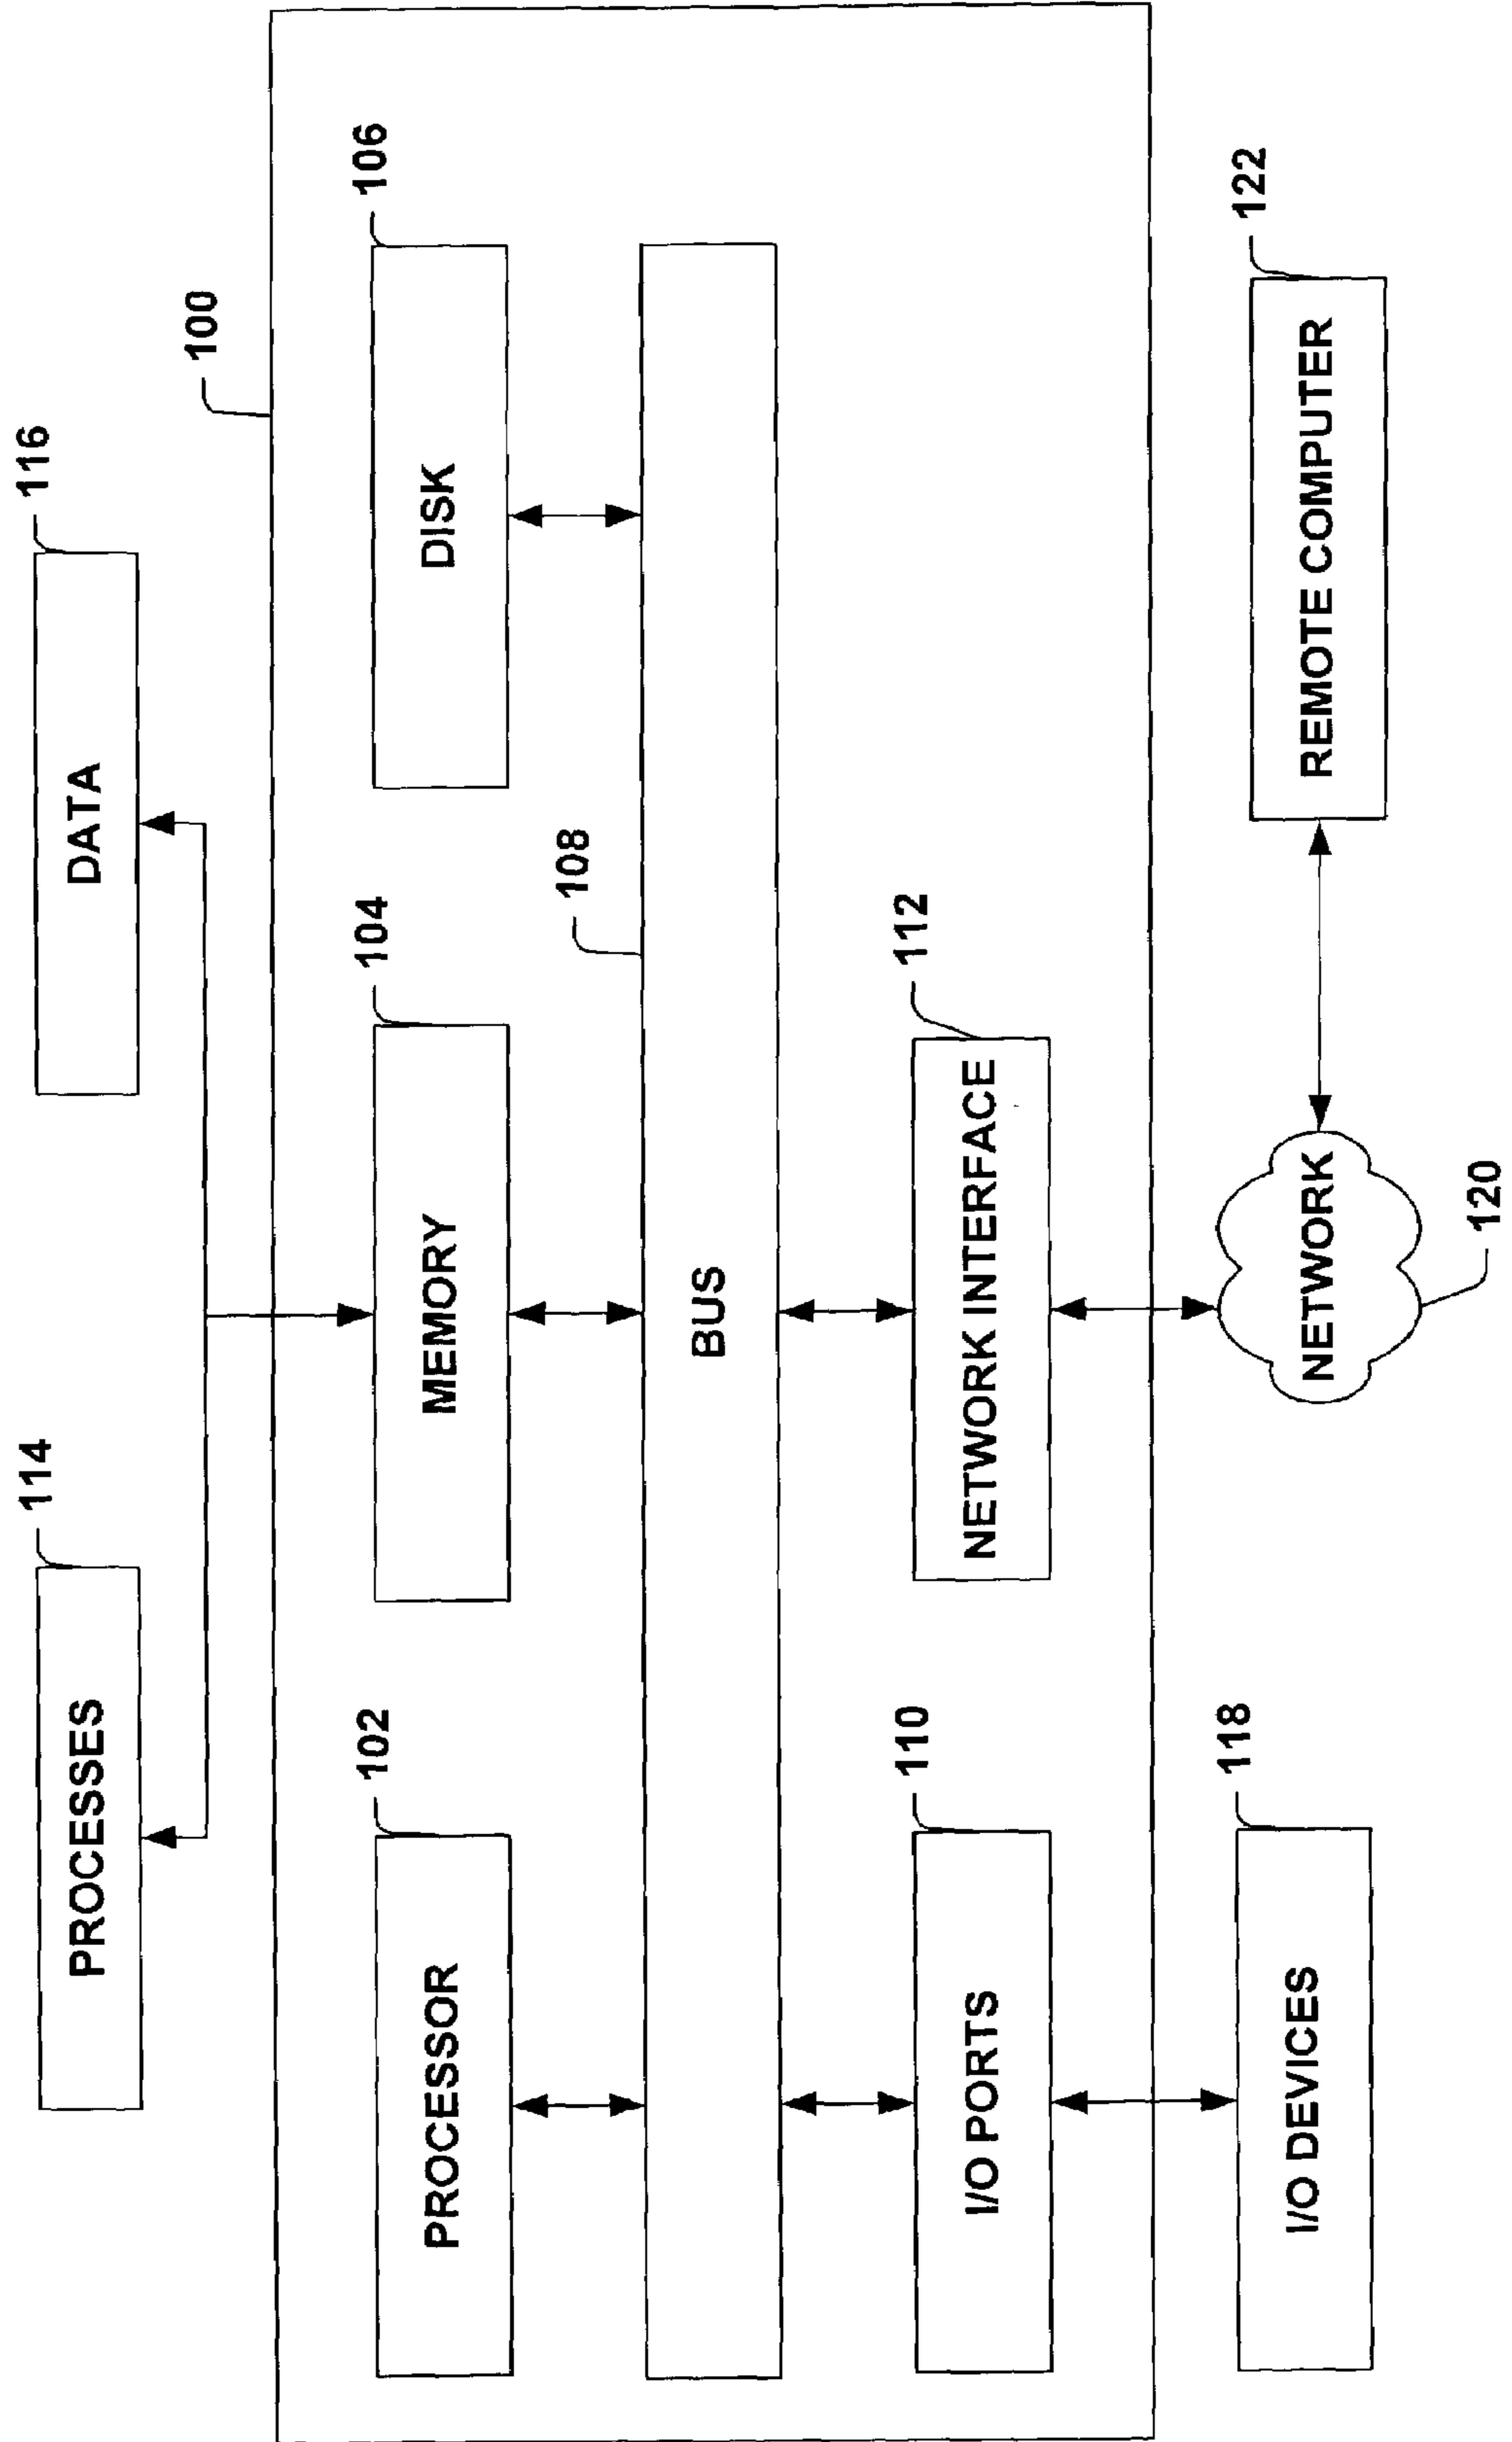 114
116
PROCESSES
DATA
100
102
104
106
PROCESSOR
MEMORY
DISK
108
BUS
110
112
I/O PORTS
NETWORK INTERFACE
118
122
I/O DEVICES
NETWORK
REMOTE COMPUTER
120